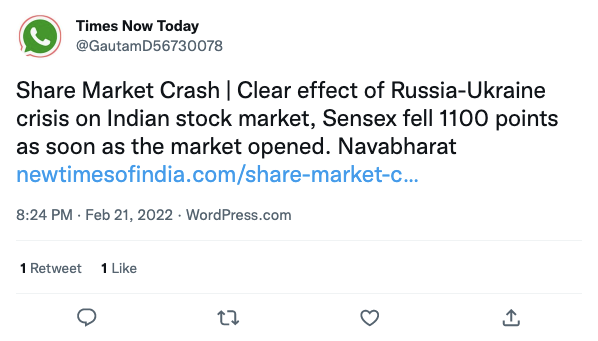 Times Now Today
@GautamD56730078
Share Market Crash | Clear effect of Russia-Ukraine
crisis on Indian stock market, Sensex fell 1100 points
as soon as the market opened. Navabharat
newtimesofindia.com/share-market-c...
8:24 PM · Feb 21, 2022 · WordPress.com
1 Retweet 1 Like